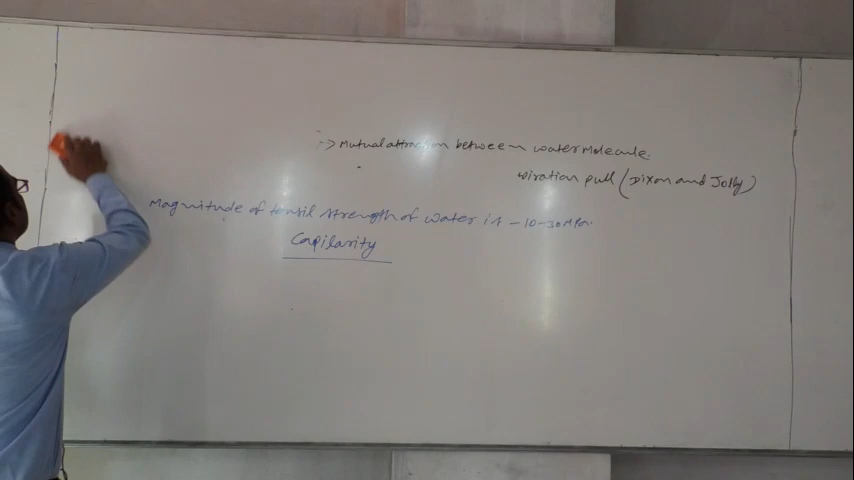 :-> Mutual attraction between water molecule.
piration pull (Dixon and Jolly)
Magnitude of tensil strength of water is -10-30 MPa.
Capilarity